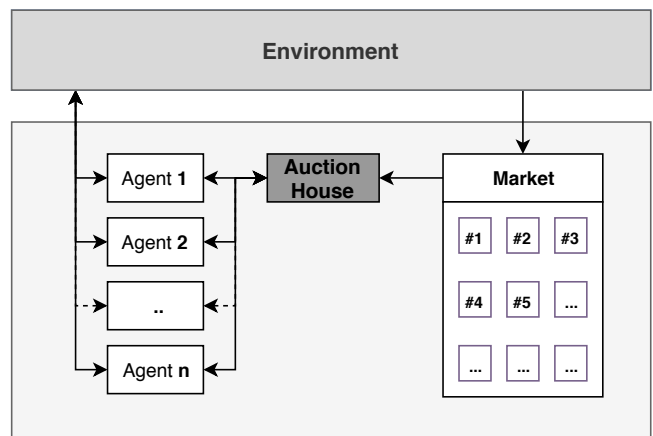 Environment
Agent 1
Auction
House
Market
Agent 2
#1 #2 #3
..
#4 #5 ...
Agent n
... ... ...